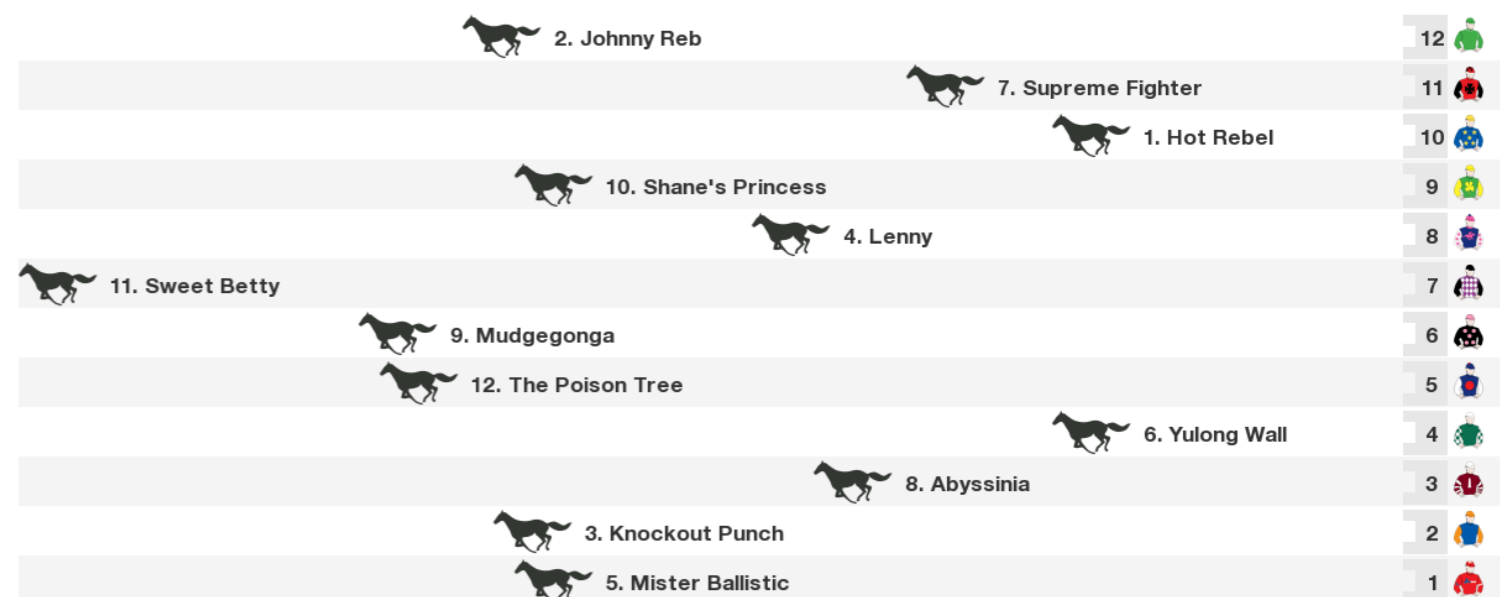 2. Johnny Reb 12
7. Supreme Fighter 11
1. Hot Rebel 10
10. Shane's Princess 9
4. Lenny 8
11. Sweet Betty 7
9. Mudgegonga 6
12. The Poison Tree 5
6. Yulong Wall 4
8. Abyssinia 3
3. Knockout Punch 2
5. Mister Ballistic 1